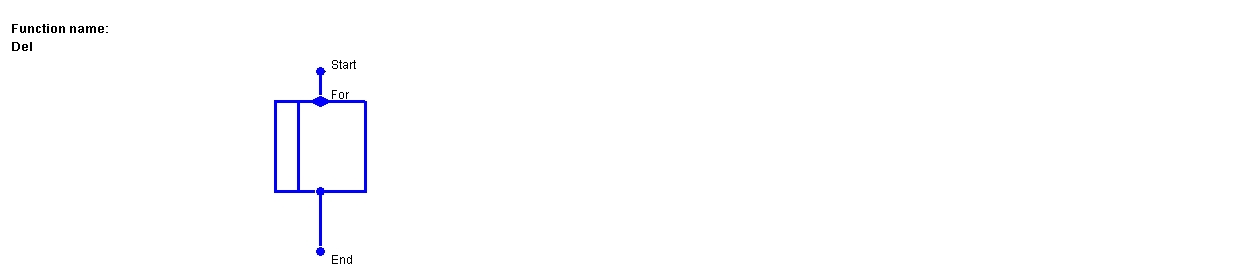 Function name:
Del
Start
For
End